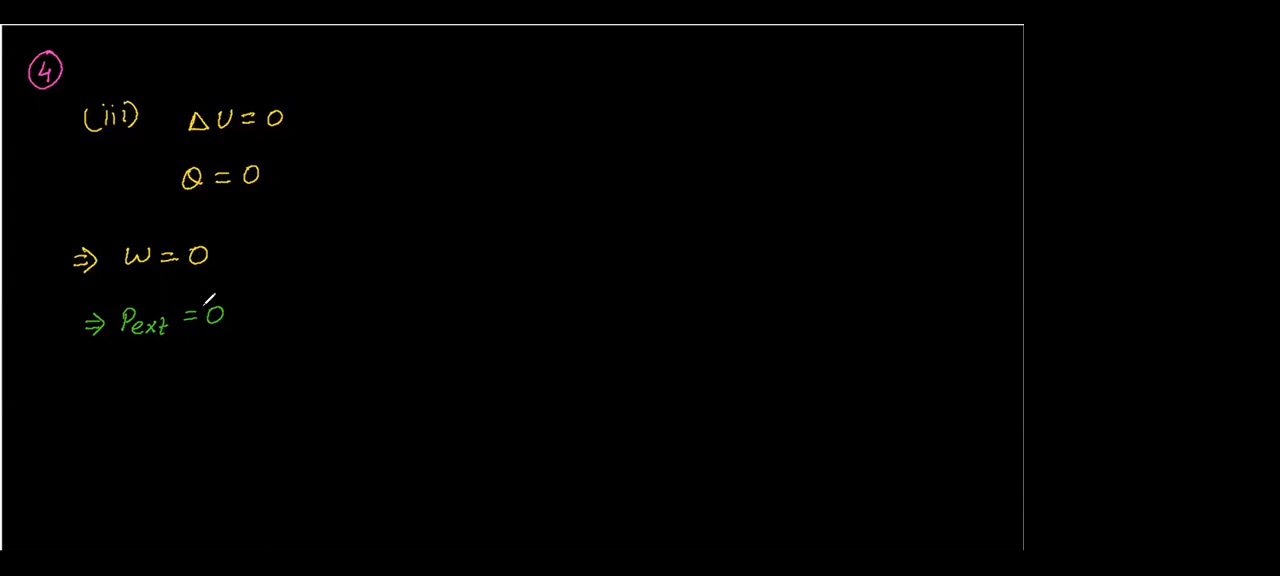 4
(iii) ΔU = 0
Q = 0
⇒ W = 0
⇒ Pext = 0